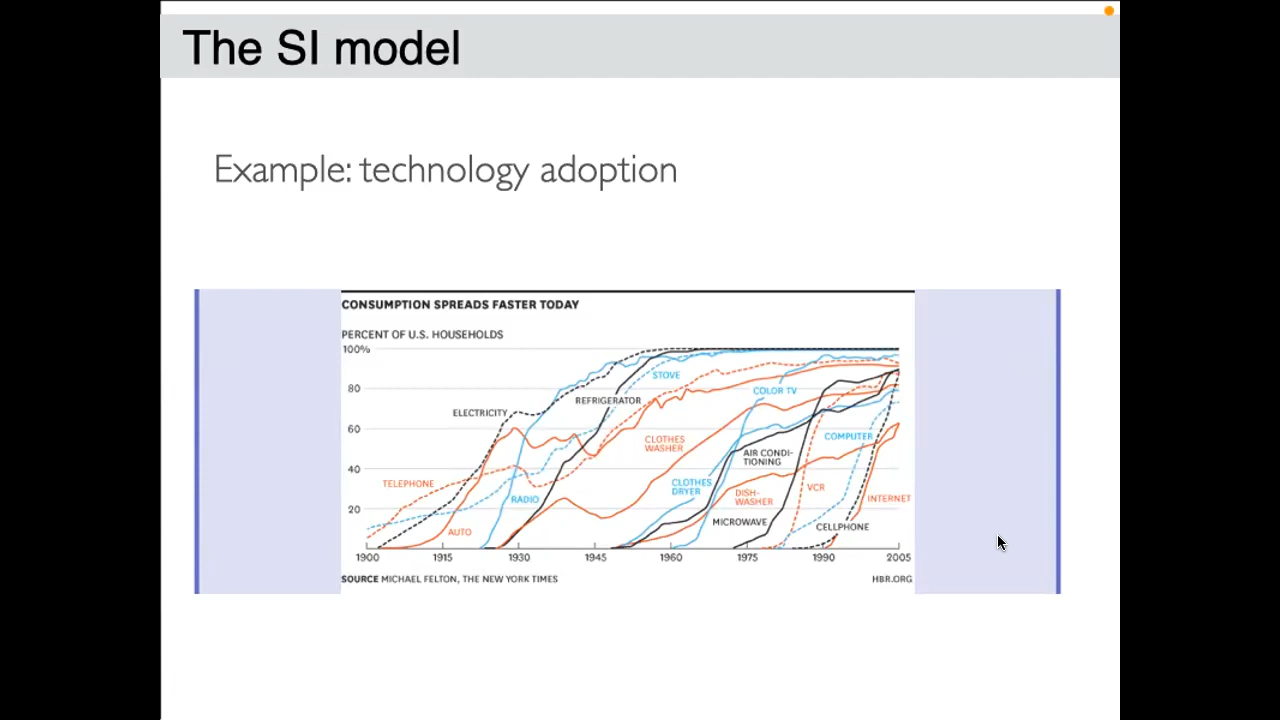 The SI model
Example: technology adoption
CONSUMPTION SPREADS FASTER TODAY
PERCENT OF U.S. HOUSEHOLDS
100%
80
60
40
20
STOVE
REFRIGERATOR
COLOR TV
ELECTRICITY
CLOTHES
WASHER
COMPUTER
AIR CONDI-
TIONING
TELEPHONE
RADIO
CLOTHES
DRYER
DISH-
WASHER
VCR
INTERNET
AUTO
MICROWAVE
CELLPHONE
1900 1915 1930 1945 1960 1975 1990 2005
SOURCE MICHAEL FELTON, THE NEW YORK TIMES
HBR.ORG